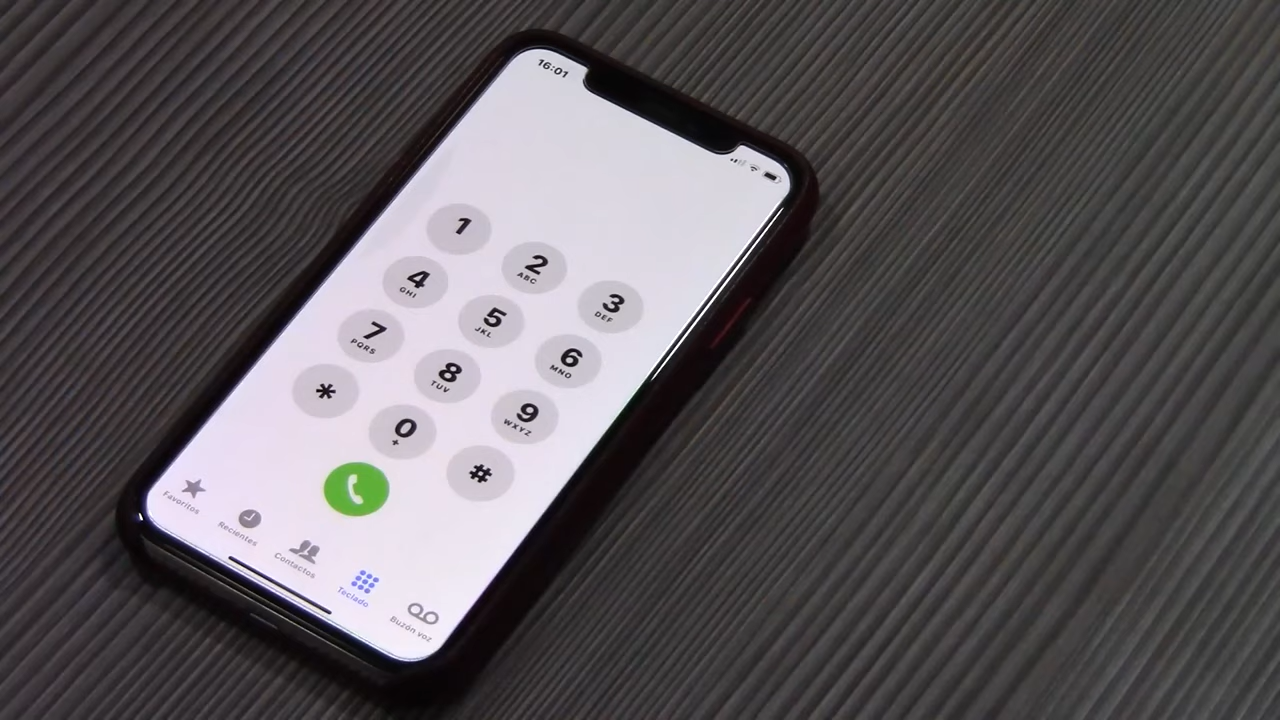 16:01
1
2
ABC
3
DEF
4
GHI
5
JKL
6
MNO
7
PQRS
8
TUV
9
WXYZ
*
0
+
#
Favoritos
Recientes
Contactos
Teclado
Buzón voz